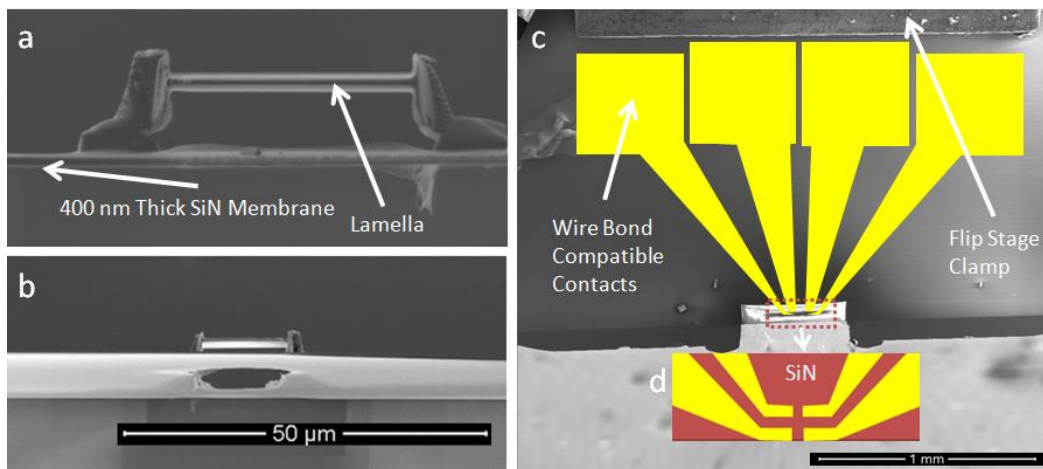 a
400 nm Thick SiN Membrane
Lamella
b
50 μm
c
Wire Bond
Compatible
Contacts
Flip Stage
Clamp
d
SiN
1 mm